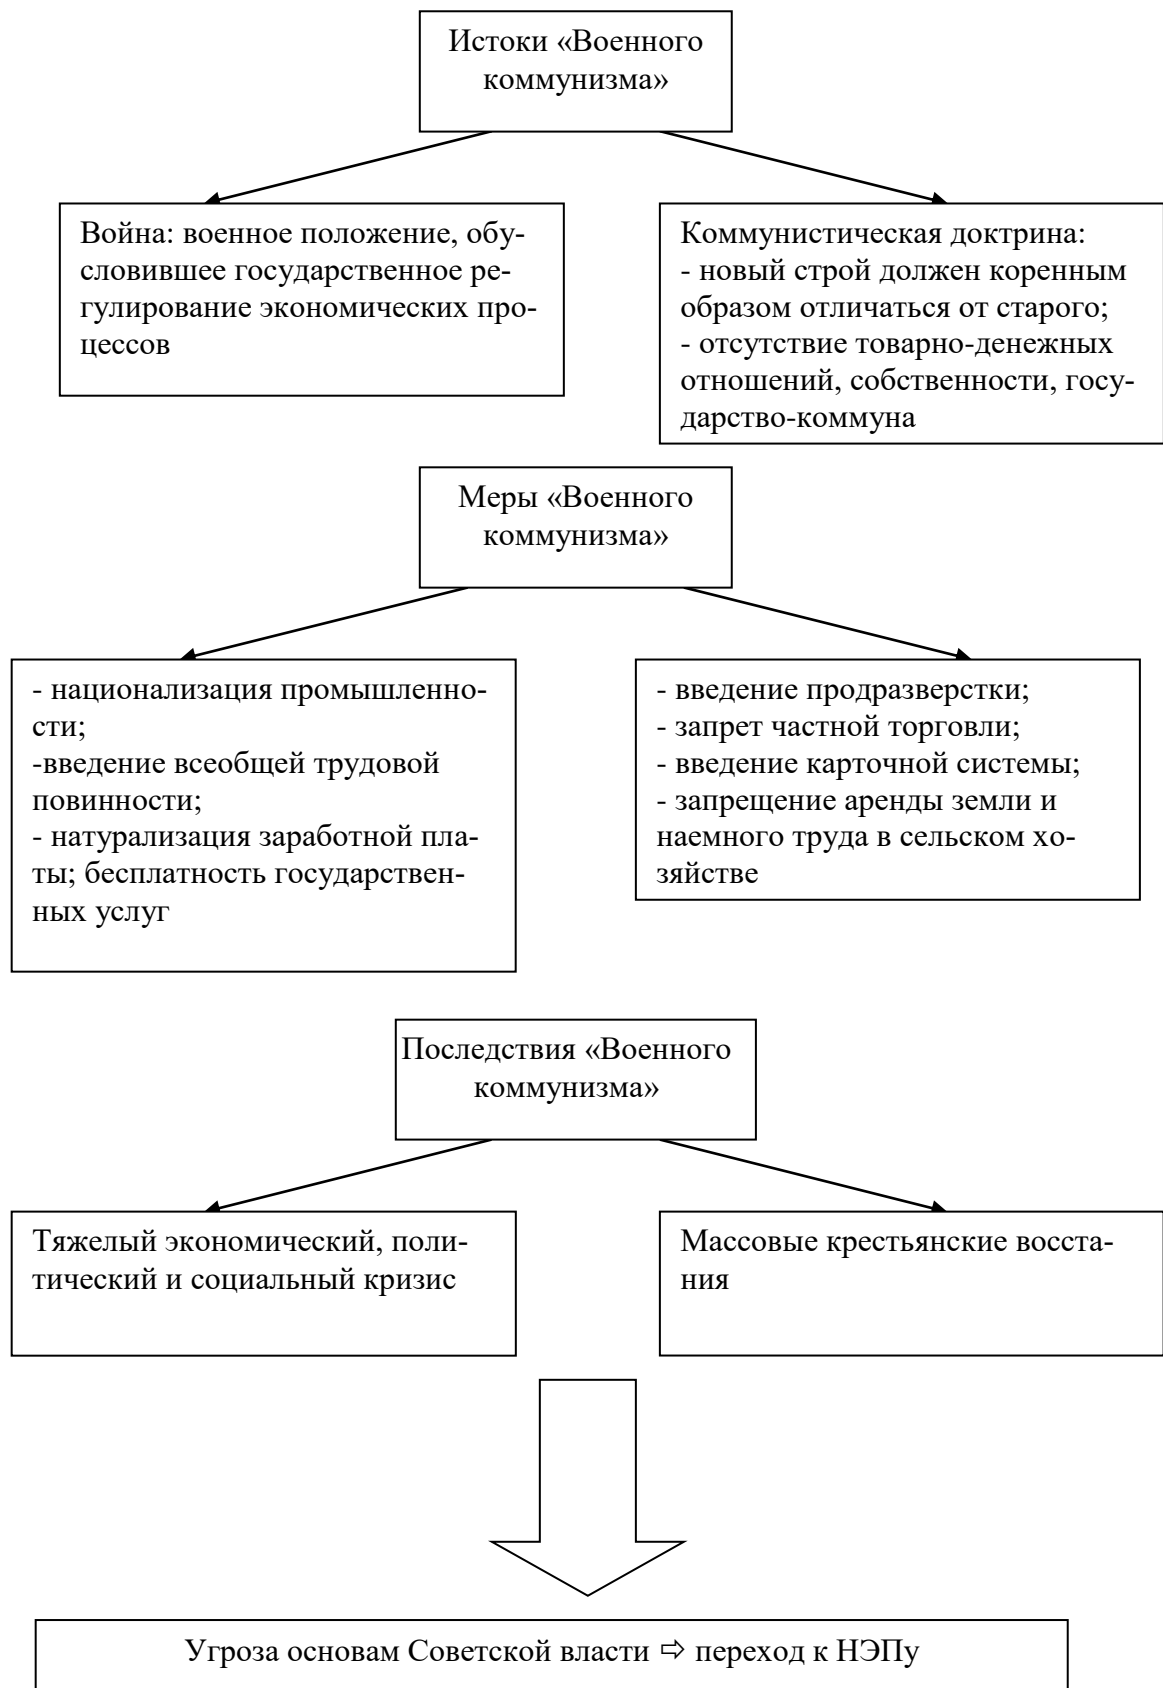 Истоки «Военного
коммунизма»
Война: военное положение, обу-
словившее государственное ре-
гулирование экономических про-
цессов
Коммунистическая доктрина:
- новый строй должен коренным
образом отличаться от старого;
- отсутствие товарно-денежных
отношений, собственности, госу-
дарство-коммуна
Меры «Военного
коммунизма»
- национализация промышленно-
сти;
-введение всеобщей трудовой
повинности;
- натурализация заработной пла-
ты; бесплатность государствен-
ных услуг
- введение продразверстки;
- запрет частной торговли;
- введение карточной системы;
- запрещение аренды земли и
наемного труда в сельском хо-
зяйстве
Последствия «Военного
коммунизма»
Тяжелый экономический, поли-
тический и социальный кризис
Массовые крестьянские восста-
ния
Угроза основам Советской власти ⇨ переход к НЭПу